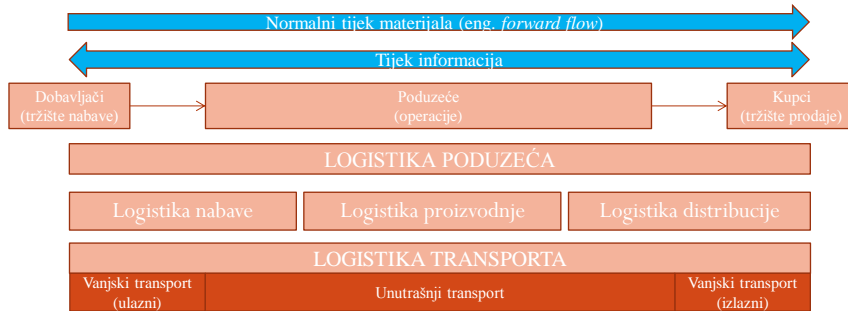 Normalni tijek materijala (eng. forward flow)
Tijek informacija
Dobavljači
(tržište nabave)
Poduzeće
(operacije)
Kupci
(tržište prodaje)
LOGISTIKA PODUZEĆA
Logistika nabave
Logistika proizvodnje
Logistika distribucije
LOGISTIKA TRANSPORTA
Vanjski transport
(ulazni)
Unutrašnji transport
Vanjski transport
(izlazni)